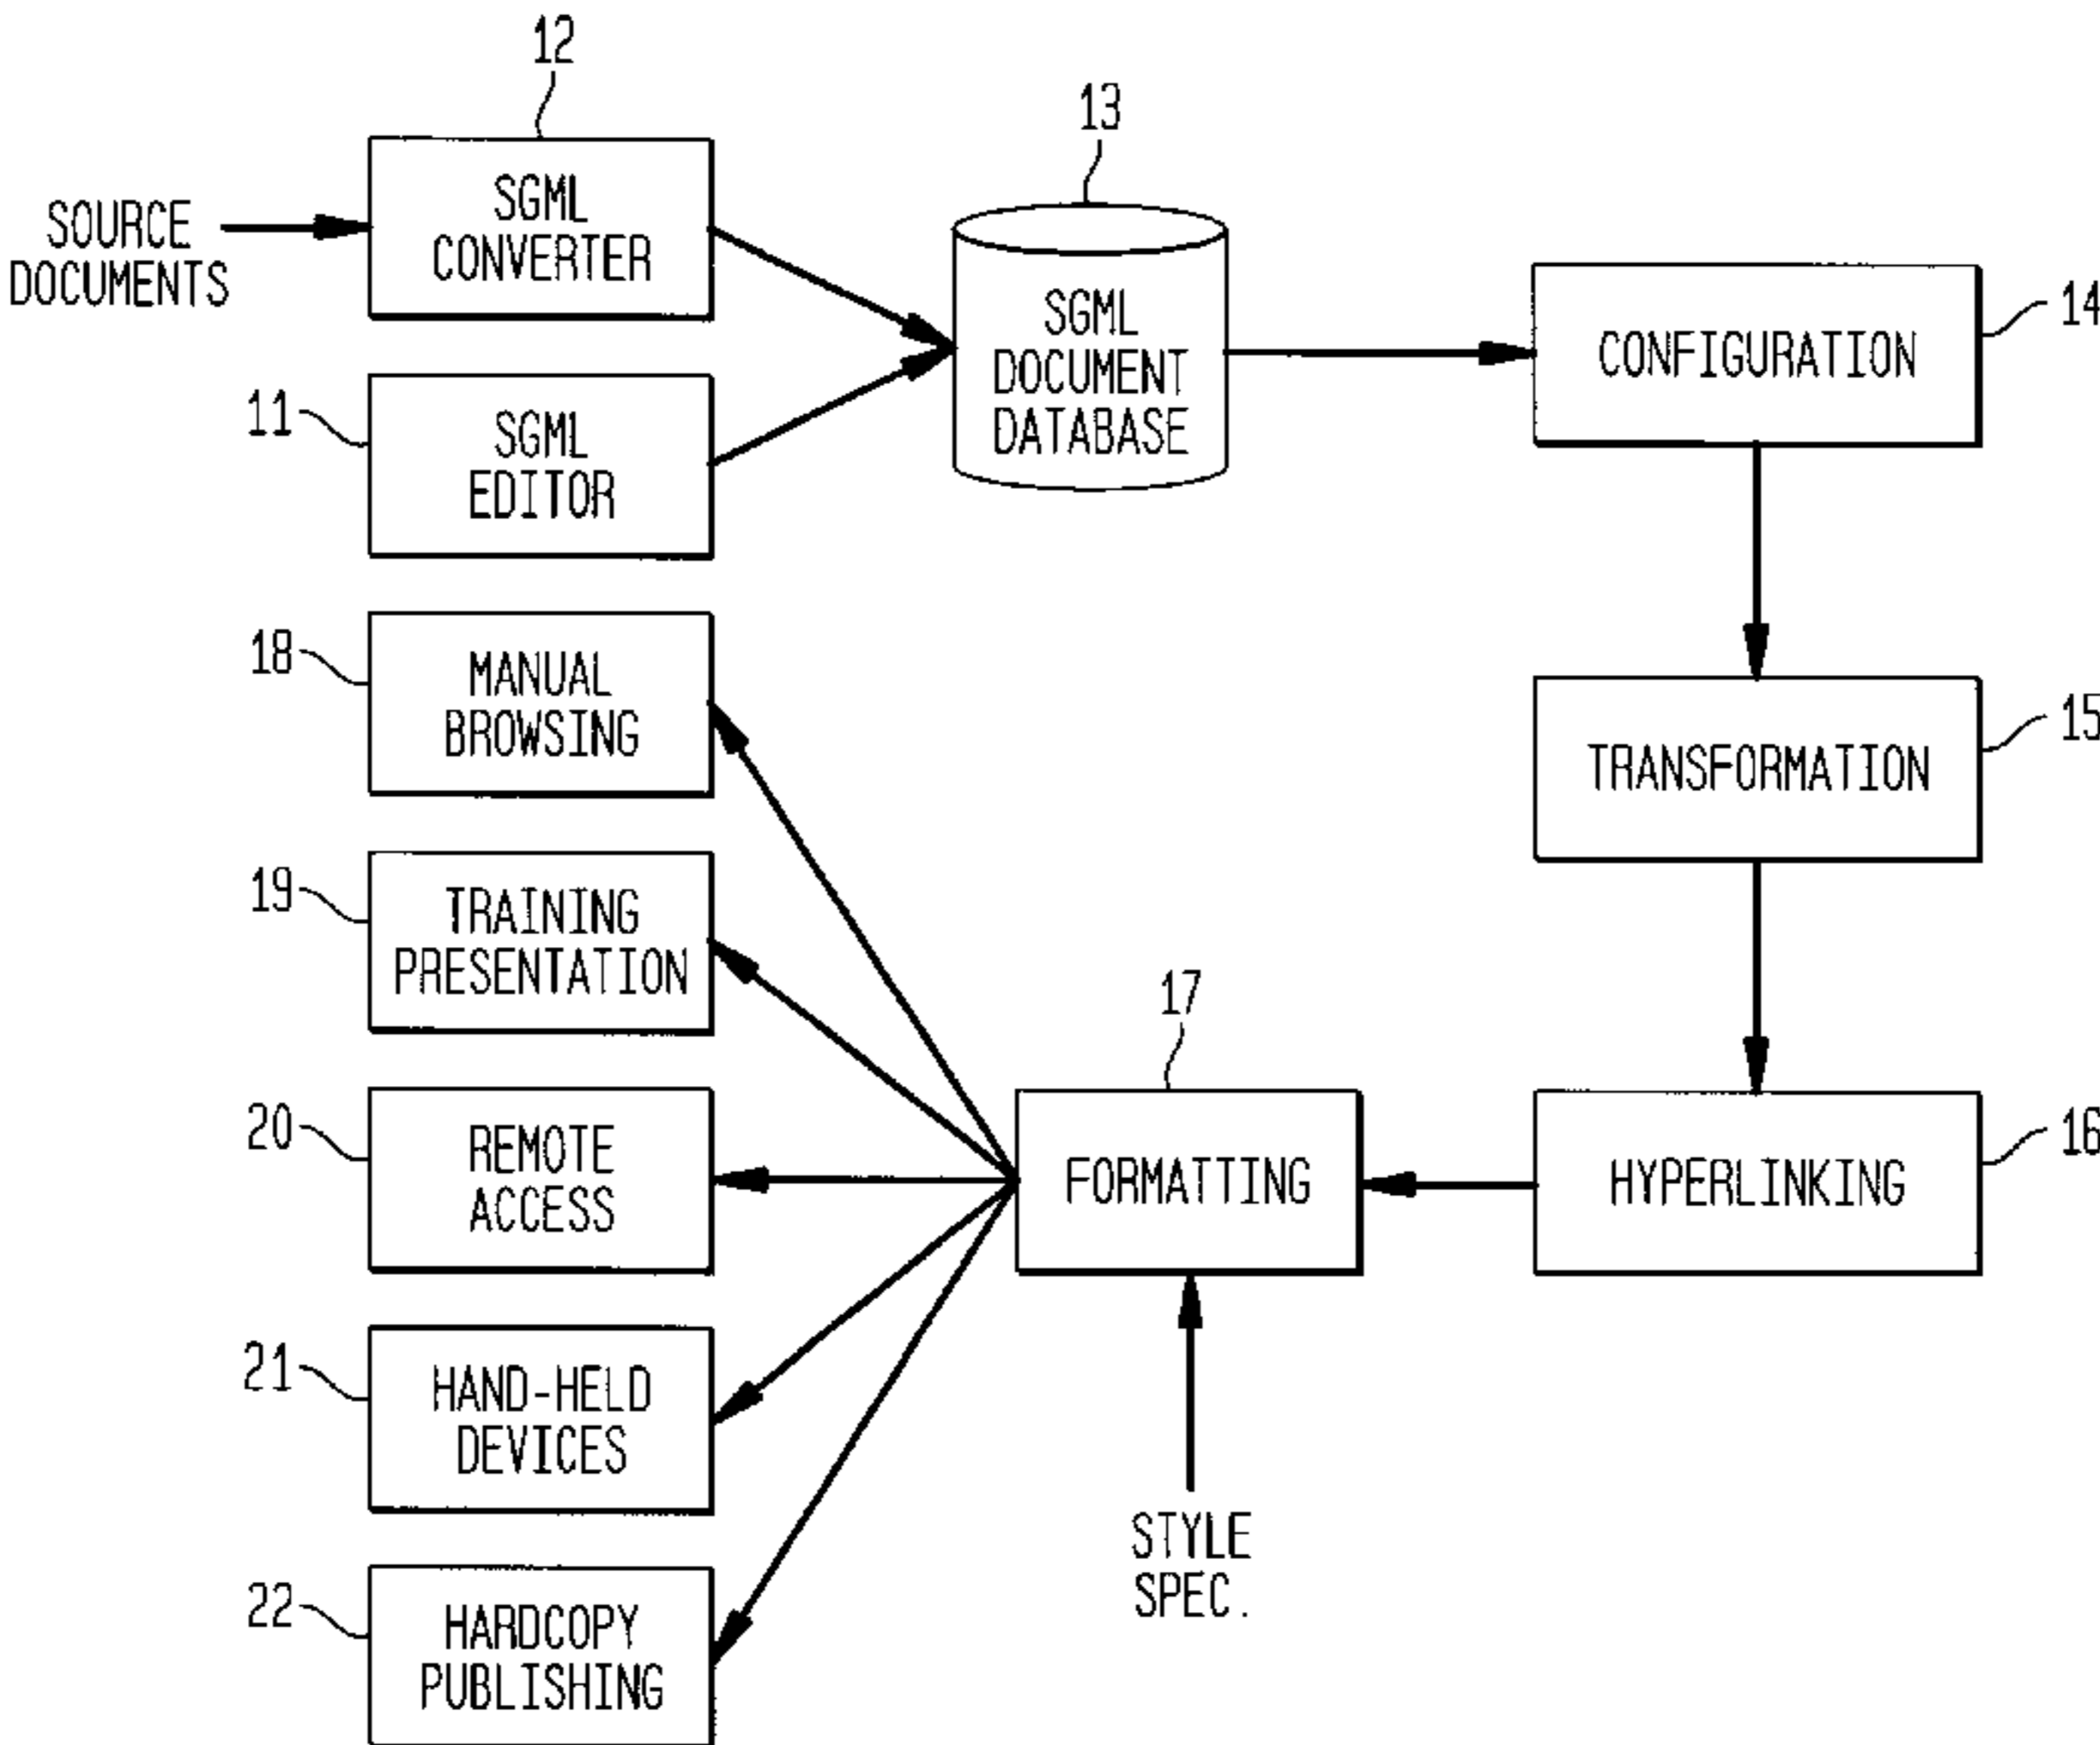 12
SGML
CONVERTER
SOURCE
DOCUMENTS
13
SGML
DOCUMENT
DATABASE
14
CONFIGURATION
11
SGML
EDITOR
18
MANUAL
BROWSING
15
TRANSFORMATION
19
TRAINING
PRESENTATION
17
FORMATTING
16
HYPERLINKING
20
REMOTE
ACCESS
21
HAND-HELD
DEVICES
STYLE
SPEC.
22
HARDCOPY
PUBLISHING